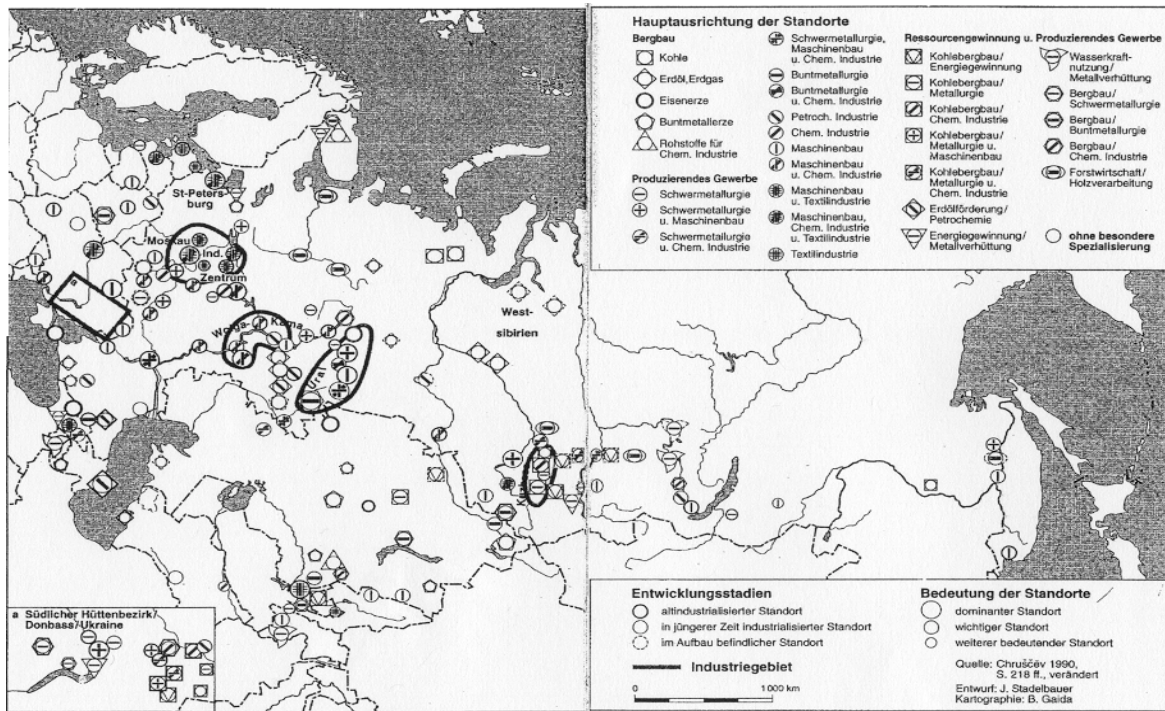 St-Peters-
burg
Moskau
Ind.
Zentrum
Wolga-
Kama
Ural
West-
sibirien
a
a Südlicher Hüttenbezirk/
Donbass/Ukraine
Hauptausrichtung der Standorte
Bergbau
Kohle
Erdöl, Erdgas
Eisenerze
Buntmetallerze
Rohstoffe für
Chem. Industrie
Produzierendes Gewerbe
Schwermetallurgie
Schwermetallurgie
u. Maschinenbau
Schwermetallurgie
u. Chem. Industrie
Schwermetallurgie,
Maschinenbau
u. Chem. Industrie
Buntmetallurgie
Buntmetallurgie
u. Chem. Industrie
Petroch. Industrie
Chem. Industrie
Maschinenbau
Maschinenbau
u. Chem. Industrie
Maschinenbau
u. Textilindustrie
Maschinenbau,
Chem. Industrie
u. Textilindustrie
Textilindustrie
Ressourcengewinnung u. Produzierendes Gewerbe
Kohlebergbau/
Energiegewinnung
Kohlebergbau/
Metallurgie
Kohlebergbau/
Chem. Industrie
Kohlebergbau/
Metallurgie u.
Maschinenbau
Kohlebergbau/
Metallurgie u.
Chem. Industrie
Erdölförderung/
Petrochemie
Energiegewinnung/
Metallverhüttung
Wasserkraft-
nutzung/
Metallverhüttung
Bergbau/
Schwermetallurgie
Bergbau/
Buntmetallurgie
Bergbau/
Chem. Industrie
Forstwirtschaft/
Holzverarbeitung
ohne besondere
Spezialisierung
Entwicklungsstadien
altindustrialisierter Standort
in jüngerer Zeit industrialisierter Standort
im Aufbau befindlicher Standort
Industriegebiet
0 1 000 km
Bedeutung der Standorte
dominanter Standort
wichtiger Standort
weiterer bedeutender Standort
Quelle: Chruščëv 1990,
S. 218 ff., verändert
Entwurf: J. Stadelbauer
Kartographie: B. Gaida